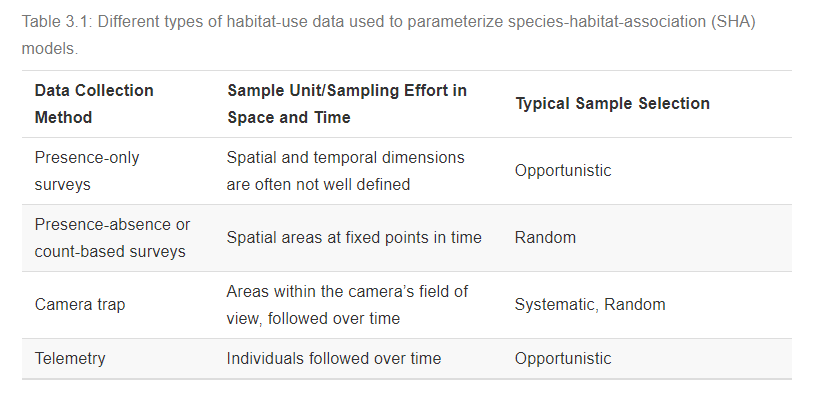 Table 3.1: Different types of habitat-use data used to parameterize species-habitat-association (SHA)
models.
Data Collection
Method
Sample Unit/Sampling Effort in
Space and Time
Typical Sample Selection
Presence-only
surveys
Spatial and temporal dimensions
are often not well defined
Opportunistic
Presence-absence or
count-based surveys
Spatial areas at fixed points in time
Random
Camera trap
Areas within the camera’s field of
view, followed over time
Systematic, Random
Telemetry
Individuals followed over time
Opportunistic